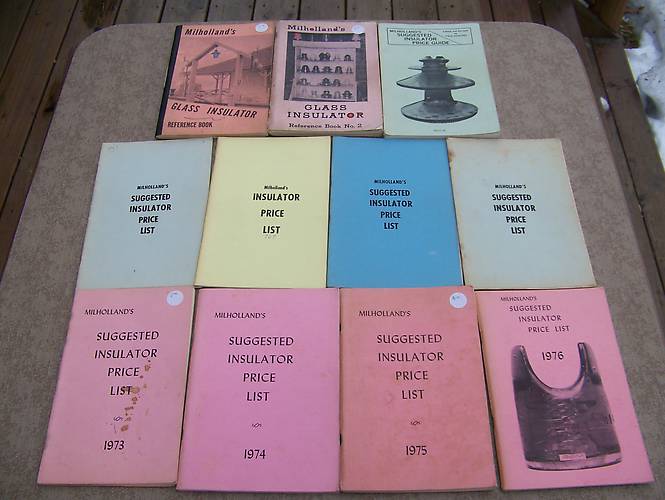 Milholland's
GLASS INSULATOR
REFERENCE BOOK
Milholland's
GLASS
INSULATOR
Reference Book No. 2
MILHOLLAND'S
SUGGESTED
INSULATOR
PRICE GUIDE
MILHOLLAND'S
SUGGESTED
INSULATOR
PRICE
LIST
Milholland's
INSULATOR
PRICE
LIST
MILHOLLAND'S
SUGGESTED
INSULATOR
PRICE
LIST
MILHOLLAND'S
SUGGESTED
INSULATOR
PRICE
LIST
MILHOLLAND'S
SUGGESTED
INSULATOR
PRICE
LIST
1973
MILHOLLAND'S
SUGGESTED
INSULATOR
PRICE
LIST
1974
MILHOLLAND'S
SUGGESTED
INSULATOR
PRICE
LIST
1975
MILHOLLAND'S
SUGGESTED
INSULATOR
PRICE LIST
1976